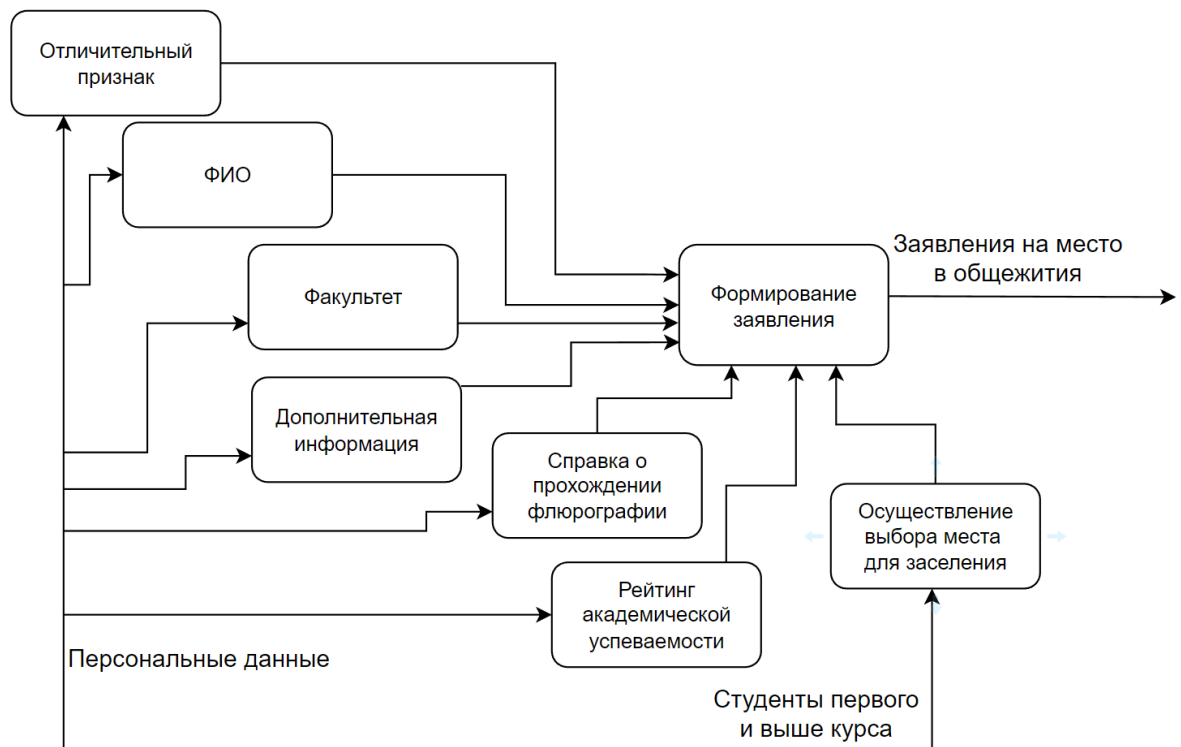 Отличительный
признак
ФИО
Факультет
Дополнительная
информация
Справка о
прохождении
флюрографии
Рейтинг
академической
успеваемости
Формирование
заявления
Заявления на место
в общежития
Осуществление
выбора места
для заселения
Персональные данные
Студенты первого
и выше курса